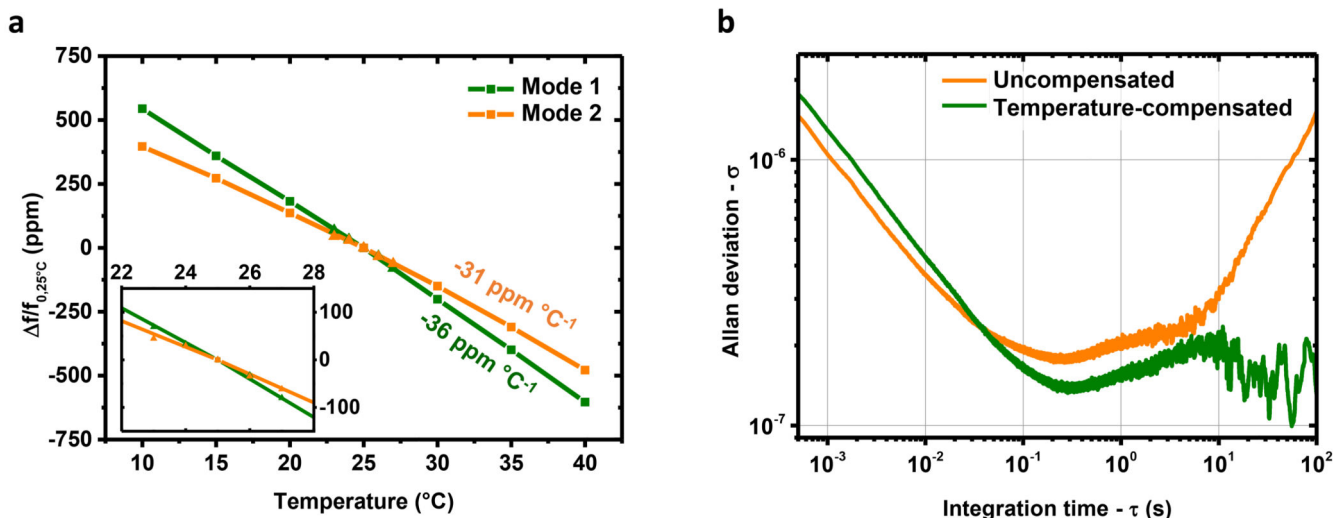 a
750
500
250
0
-250
-500
-750
Δf/f0,25°C (ppm)
Mode 1
Mode 2
-31 ppm °C-1
-36 ppm °C-1
22 24 26 28
100
0
-100
10 15 20 25 30 35 40
Temperature (°C)
b
Uncompensated
Temperature-compensated
Allan deviation - σ
10-6
10-7
10-3 10-2 10-1 100 101 102
Integration time - τ (s)